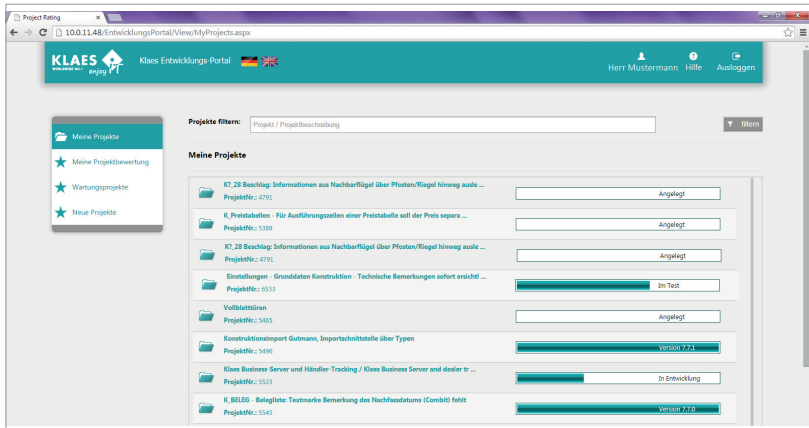 Project Rating
10.0.11.48/EntwicklungsPortal/View/MyProjects.aspx
KLAES
WORLDWIDE NO. 1
enjoy IT
Klaes Entwicklungs-Portal
Herr Mustermann Hilfe Ausloggen
Projekte filtern: Projekt / Projektbeschreibung filtern
Meine Projekte
Meine Projektbewertung
Wartungsprojekte
Neue Projekte
Meine Projekte
K?_28 Beschlag: Informationen aus Nachbarflügel über Pfosten/Riegel hinweg ausle ...
ProjektNr.: 4791
Angelegt
K_Preistabellen - Für Ausführungszeilen einer Preistabelle soll der Preis separa ...
ProjektNr.: 5388
Angelegt
K?_28 Beschlag: Informationen aus Nachbarflügel über Pfosten/Riegel hinweg ausle ...
ProjektNr.: 4791
Angelegt
Einstellungen - Grunddaten Konstruktion - Technische Bemerkungen sofort ersichtl ...
ProjektNr.: 6533
Im Test
Vollblatttüren
ProjektNr.: 5465
Angelegt
Konstruktionsimport Gutmann, Importschnittstelle über Typen
ProjektNr.: 5496
Version 7.7.1
Klaes Business-Server und Händler-Tracking / Klaes Business Server and dealer tr ...
ProjektNr.: 5523
In Entwicklung
K_BELEG - Belegliste: Textmarke Bemerkung des Nachfassdatums (Combit) fehlt
ProjektNr.: 5545
Version 7.7.0